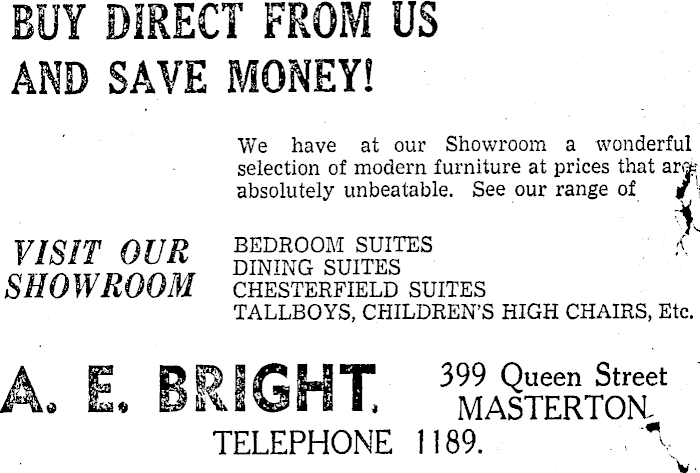 BUY DIRECT FROM US
AND SAVE MONEY!
We have at our Showroom a wonderful
selection of modern furniture at prices that are
absolutely unbeatable. See our range of
VISIT OUR
SHOWROOM
BEDROOM SUITES
DINING SUITES
CHESTERFIELD SUITES
TALLBOYS, CHILDREN'S HIGH CHAIRS, Etc.
A. E. BRIGHT.
399 Queen Street
MASTERTON
TELEPHONE 1189.